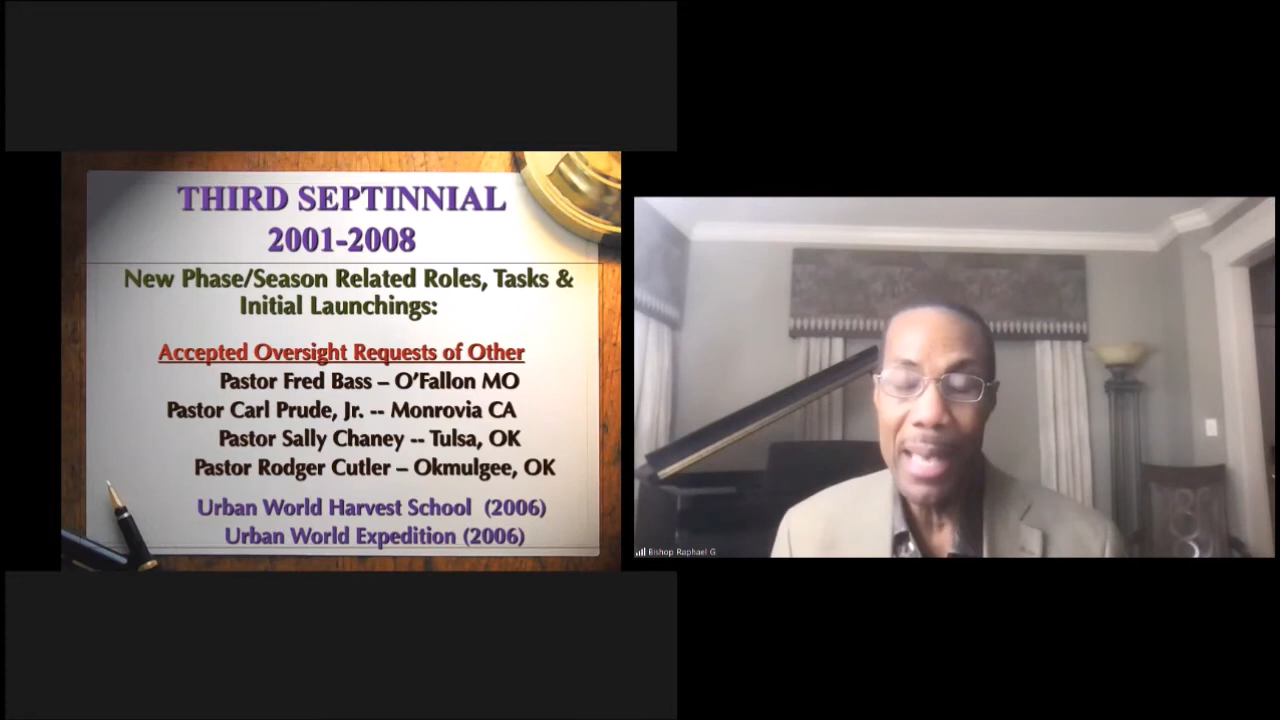 THIRD SEPTINNIAL
2001-2008
New Phase/Season Related Roles, Tasks &
Initial Launchings:
Accepted Oversight Requests of Other
Pastor Fred Bass – O’Fallon MO
Pastor Carl Prude, Jr. -- Monrovia CA
Pastor Sally Chaney -- Tulsa, OK
Pastor Rodger Cutler – Okmulgee, OK
Urban World Harvest School (2006)
Urban World Expedition (2006)
Bishop Raphael G